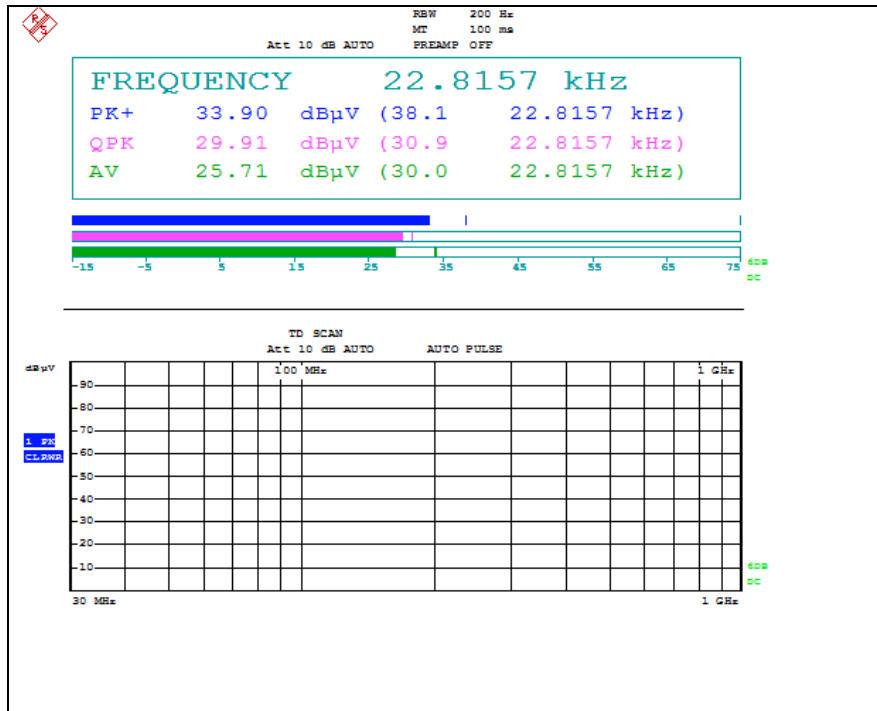 R S
RBW 200 Hz
MT 100 ms
Att 10 dB AUTO PREAMP OFF
FREQUENCY 22.8157 kHz
PK+ 33.90 dBµV (38.1 22.8157 kHz)
QPK 29.91 dBµV (30.9 22.8157 kHz)
AV 25.71 dBµV (30.0 22.8157 kHz)
-15 -5 5 15 25 35 45 55 65 75
6DB
DC
TD SCAN
Att 10 dB AUTO AUTO PULSE
dBµV
100 MHz 1 GHz
90
80
70
1 PK
CLRWR
60
50
40
30
20
10
6DB
DC
30 MHz 1 GHz